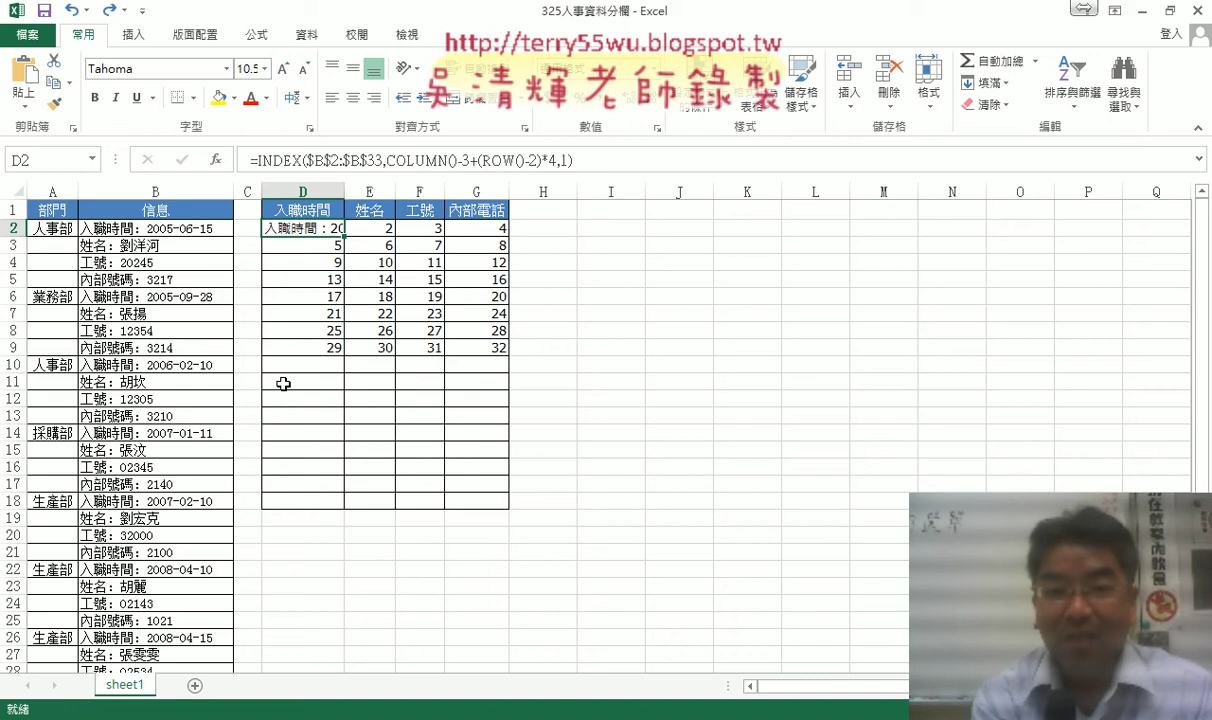 325人事資料分欄 - Excel
檔案 常用 插入 版面配置 公式 資料 校閱 檢視 登入
http://terry55wu.blogspot.tw
吳清輝老師錄製
貼上 Tahoma 10.5 B I U 儲存格樣式 插入 刪除 格式 自動加總 填滿 清除 排序與篩選 尋找與選取
剪貼簿 字型 對齊方式 數值 樣式 儲存格 編輯
D2 fx =INDEX($B$2:$B$33,COLUMN()-3+(ROW()-2)*4,1)
A B C D E F G H I J K L M N O P Q
1 部門 信息 入職時間 姓名 工號 內部電話
2 人事部 入職時間：2005-06-15 入職時間：20 2 3 4
3 姓名：劉洋河 5 6 7 8
4 工號：20245 9 10 11 12
5 內部號碼：3217 13 14 15 16
6 業務部 入職時間：2005-09-28 17 18 19 20
7 姓名：張揚 21 22 23 24
8 工號：12354 25 26 27 28
9 內部號碼：3214 29 30 31 32
10 人事部 入職時間：2006-02-10
11 姓名：胡坎
12 工號：12305
13 內部號碼：3210
14 採購部 入職時間：2007-01-11
15 姓名：張汶
16 工號：02345
17 內部號碼：2140
18 生產部 入職時間：2007-02-10
19 姓名：劉宏克
20 工號：32000
21 內部號碼：2100
22 生產部 入職時間：2008-04-10
23 姓名：胡麗
24 工號：02143
25 內部號碼：1021
26 生產部 入職時間：2008-04-15
27 姓名：張雯雯
28 工號：02534
sheet1
就緒